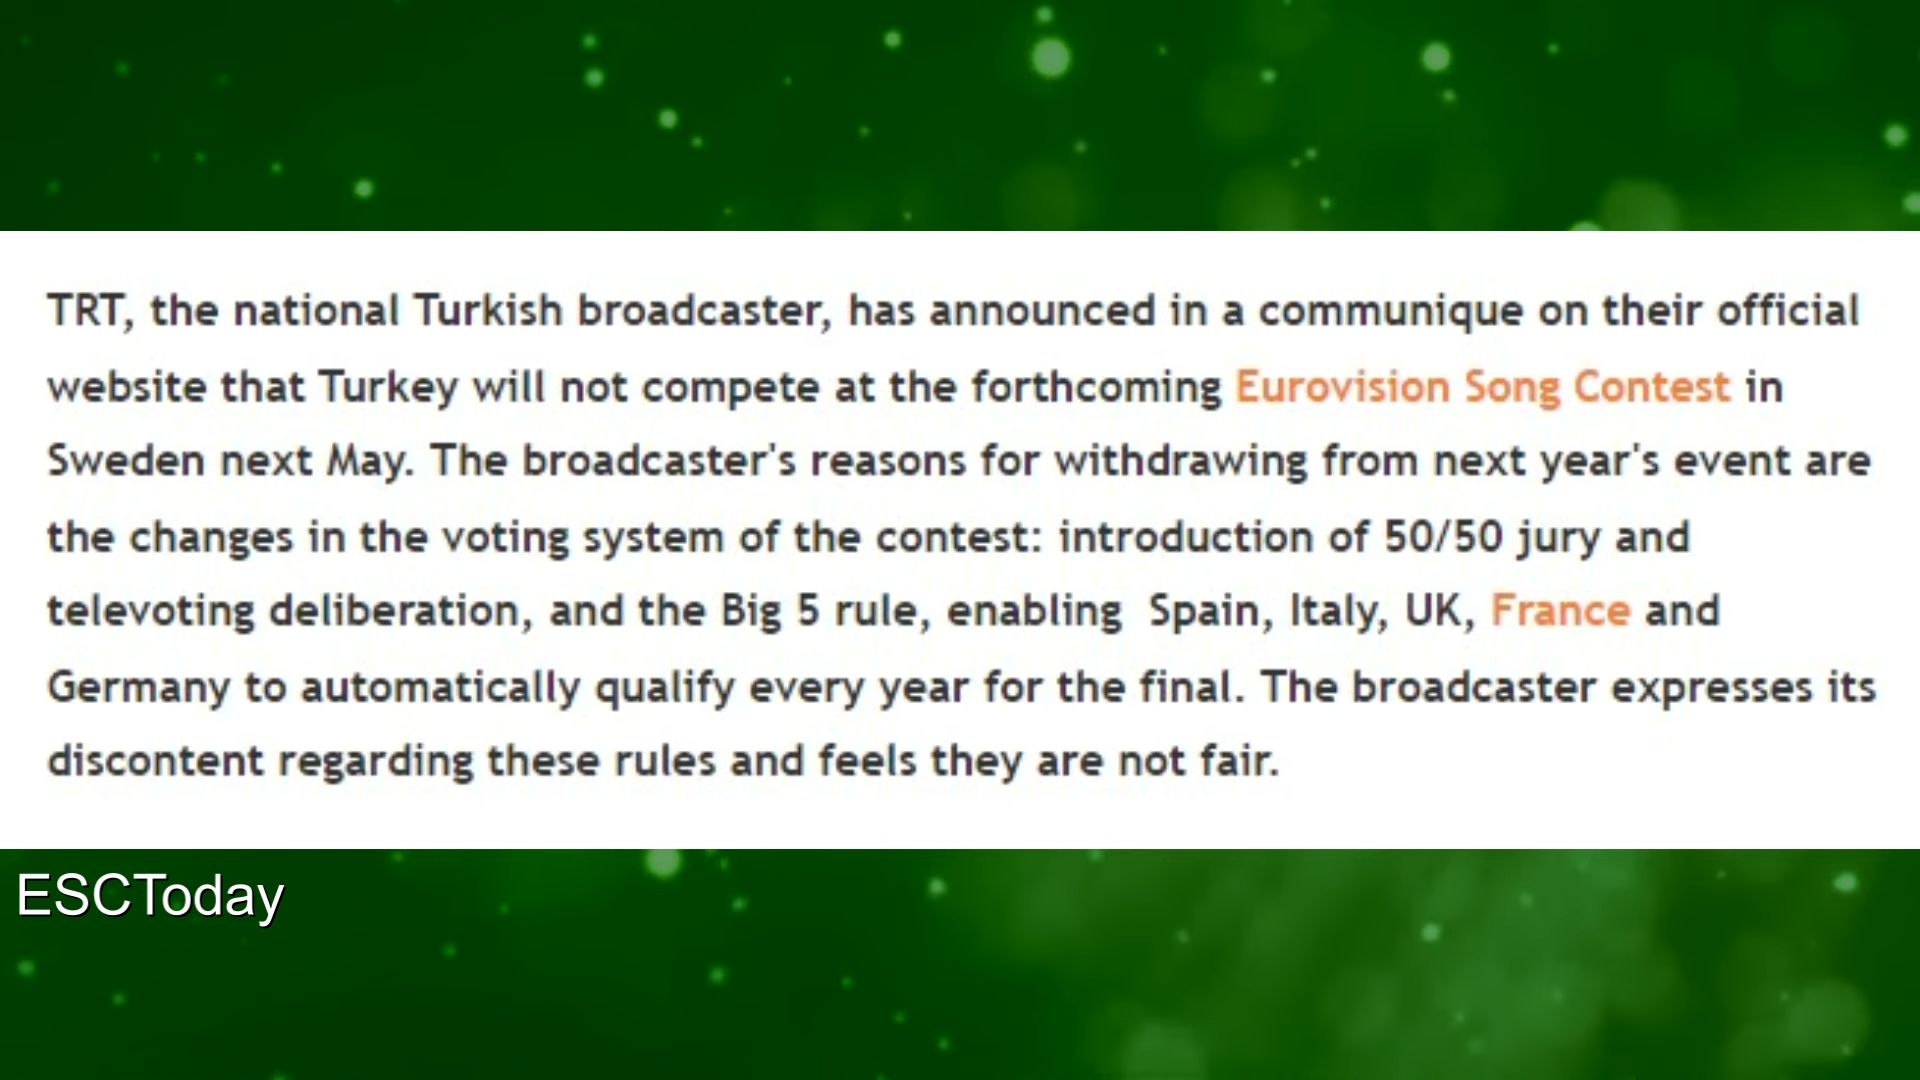 TRT, the national Turkish broadcaster, has announced in a communique on their official
website that Turkey will not compete at the forthcoming Eurovision Song Contest in
Sweden next May. The broadcaster's reasons for withdrawing from next year's event are
the changes in the voting system of the contest: introduction of 50/50 jury and
televoting deliberation, and the Big 5 rule, enabling  Spain, Italy, UK, France and
Germany to automatically qualify every year for the final. The broadcaster expresses its
discontent regarding these rules and feels they are not fair.
ESCToday